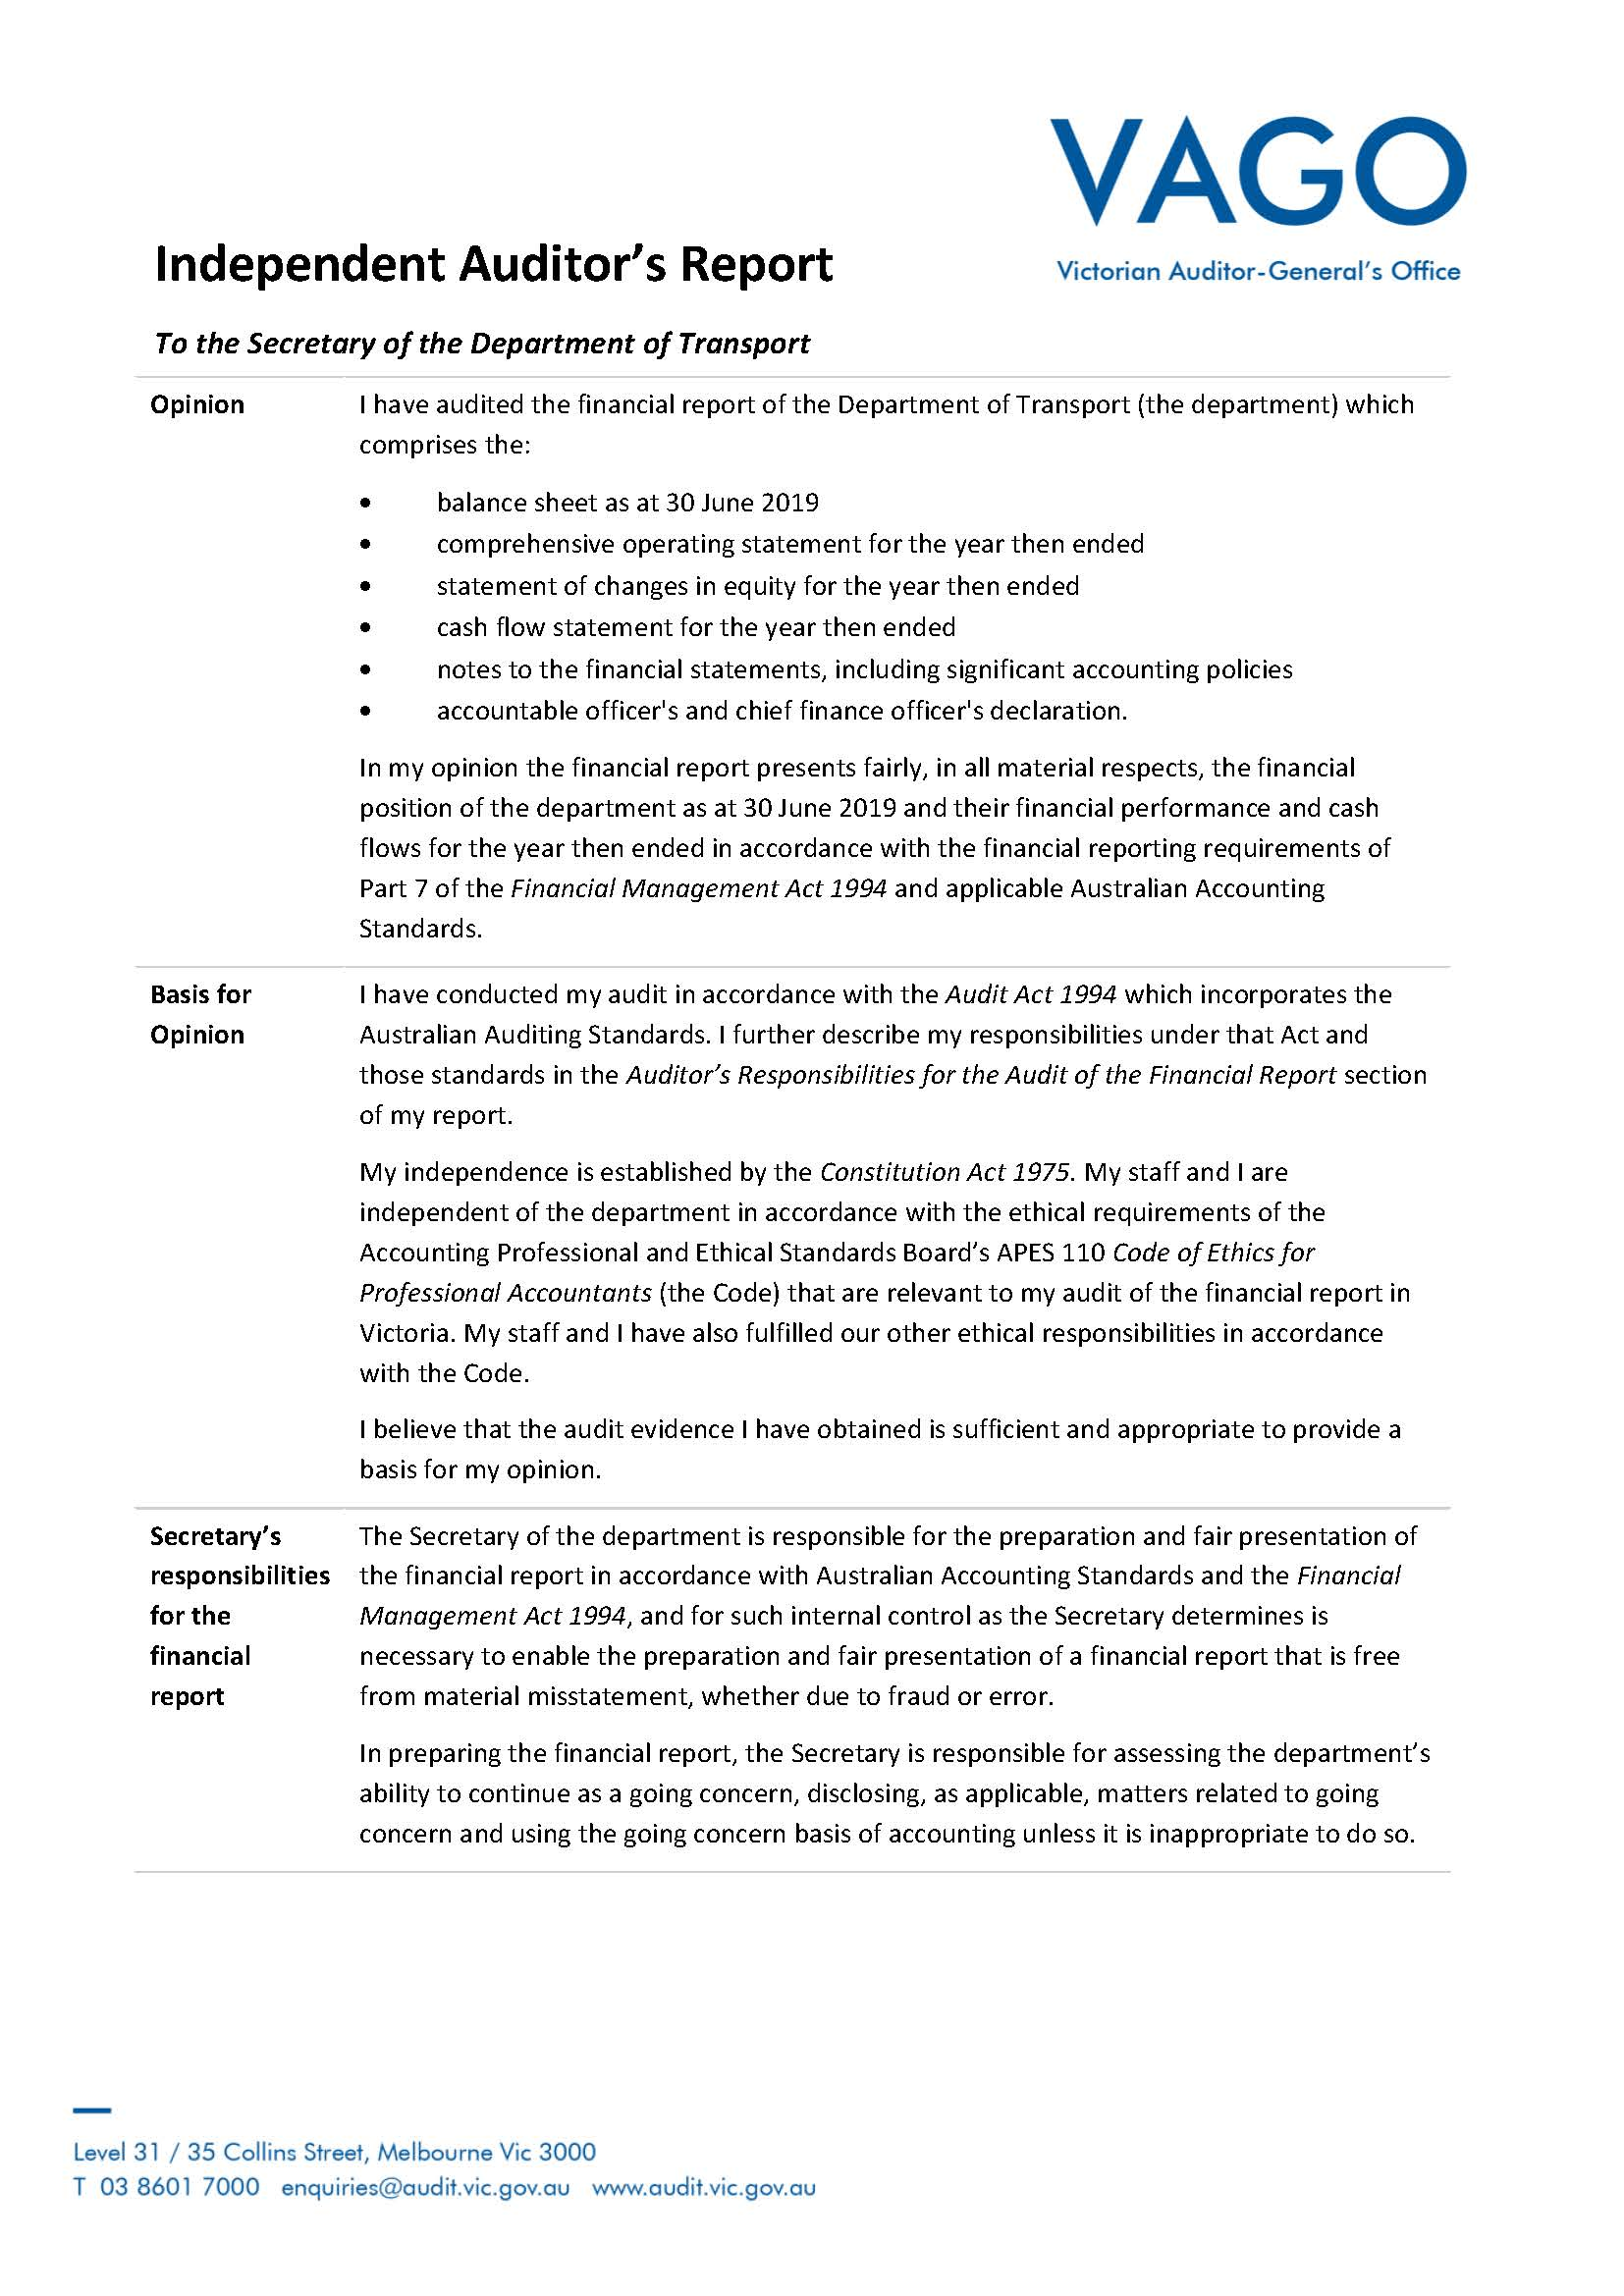 VAGO
Victorian Auditor-General's Office
Independent Auditor’s Report
To the Secretary of the Department of Transport
Opinion
I have audited the financial report of the Department of Transport (the department) which
comprises the:
• balance sheet as at 30 June 2019
• comprehensive operating statement for the year then ended
• statement of changes in equity for the year then ended
• cash flow statement for the year then ended
• notes to the financial statements, including significant accounting policies
• accountable officer's and chief finance officer's declaration.
In my opinion the financial report presents fairly, in all material respects, the financial
position of the department as at 30 June 2019 and their financial performance and cash
flows for the year then ended in accordance with the financial reporting requirements of
Part 7 of the Financial Management Act 1994 and applicable Australian Accounting
Standards.
Basis for
Opinion
I have conducted my audit in accordance with the Audit Act 1994 which incorporates the
Australian Auditing Standards. I further describe my responsibilities under that Act and
those standards in the Auditor’s Responsibilities for the Audit of the Financial Report section
of my report.
My independence is established by the Constitution Act 1975. My staff and I are
independent of the department in accordance with the ethical requirements of the
Accounting Professional and Ethical Standards Board’s APES 110 Code of Ethics for
Professional Accountants (the Code) that are relevant to my audit of the financial report in
Victoria. My staff and I have also fulfilled our other ethical responsibilities in accordance
with the Code.
I believe that the audit evidence I have obtained is sufficient and appropriate to provide a
basis for my opinion.
Secretary’s
responsibilities
for the
financial
report
The Secretary of the department is responsible for the preparation and fair presentation of
the financial report in accordance with Australian Accounting Standards and the Financial
Management Act 1994, and for such internal control as the Secretary determines is
necessary to enable the preparation and fair presentation of a financial report that is free
from material misstatement, whether due to fraud or error.
In preparing the financial report, the Secretary is responsible for assessing the department’s
ability to continue as a going concern, disclosing, as applicable, matters related to going
concern and using the going concern basis of accounting unless it is inappropriate to do so.
Level 31 / 35 Collins Street, Melbourne Vic 3000
T 03 8601 7000 enquiries@audit.vic.gov.au www.audit.vic.gov.au